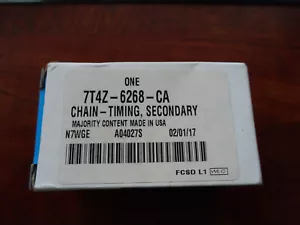 ONE
7T4Z-6268-CA
CHAIN-TIMING, SECONDARY
MAJORITY CONTENT MADE IN USA
N7WGE A04027S 02/01/17
FCSD L1